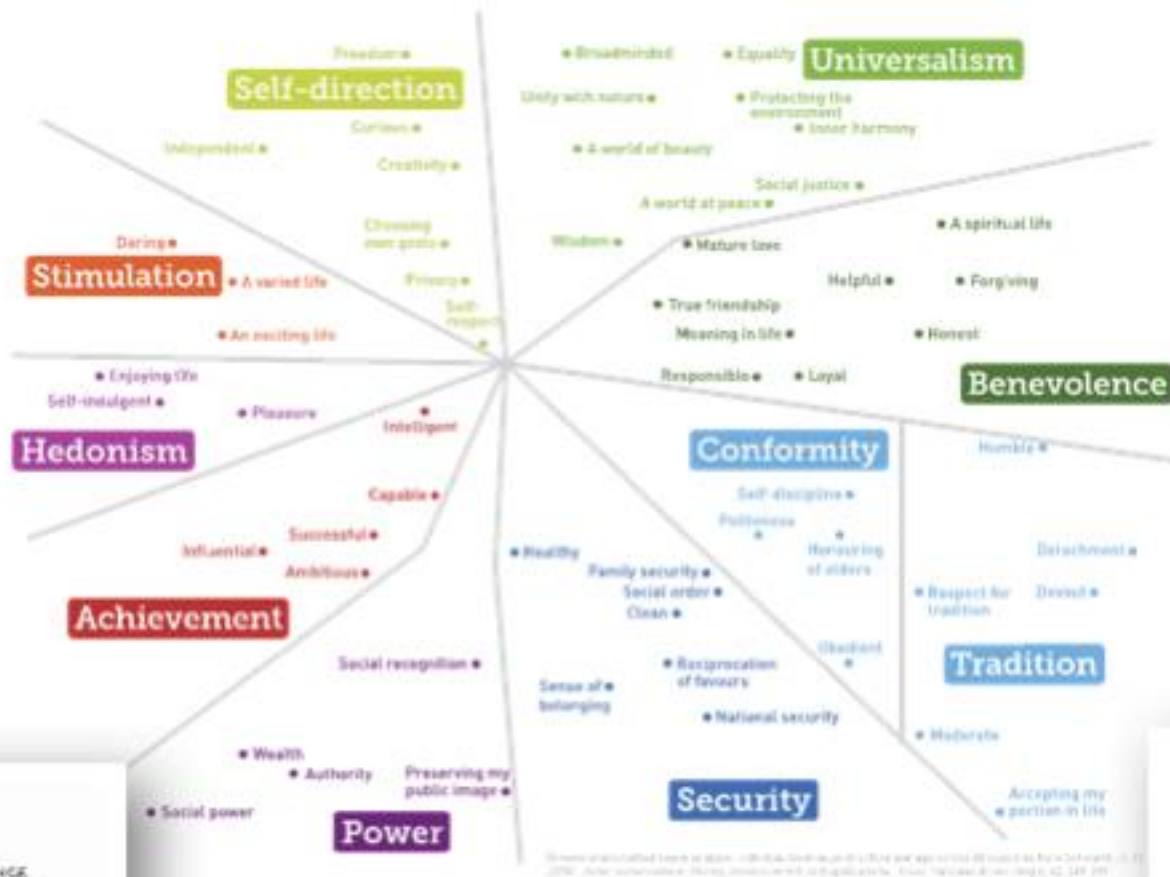 Freedom
Broadminded
Equality
Universalism
Self-direction
Unity with nature
Protecting the
environment
Curious
Inner harmony
Independent
A world of beauty
Creativity
Social justice
A world at peace
Choosing
own goals
A spiritual life
Daring
Wisdom
Mature love
Stimulation
A varied life
Privacy
Helpful
Forgiving
Self-
respect
True friendship
An exciting life
Meaning in life
Honest
Enjoying life
Responsible
Loyal
Benevolence
Self-indulgent
Pleasure
Intelligent
Hedonism
Conformity
Humble
Capable
Self-discipline
Politeness
Successful
Influential
Healthy
Honouring
of elders
Detachment
Ambitious
Family security
Social order
Respect for
tradition
Devout
Achievement
Clean
Obedient
Social recognition
Reciprocation
of favours
Tradition
Sense of
belonging
National security
Moderate
Wealth
Authority
Preserving my
public image
Security
Accepting my
portion in life
Social power
Power